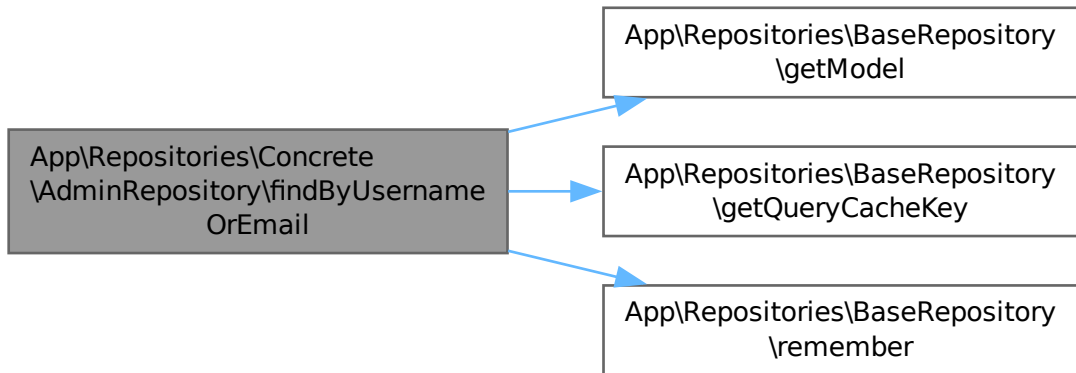 App\Repositories\BaseRepository
\getModel
App\Repositories\Concrete
\AdminRepository\findByUsername
OrEmail
App\Repositories\BaseRepository
\getQueryCacheKey
App\Repositories\BaseRepository
\remember